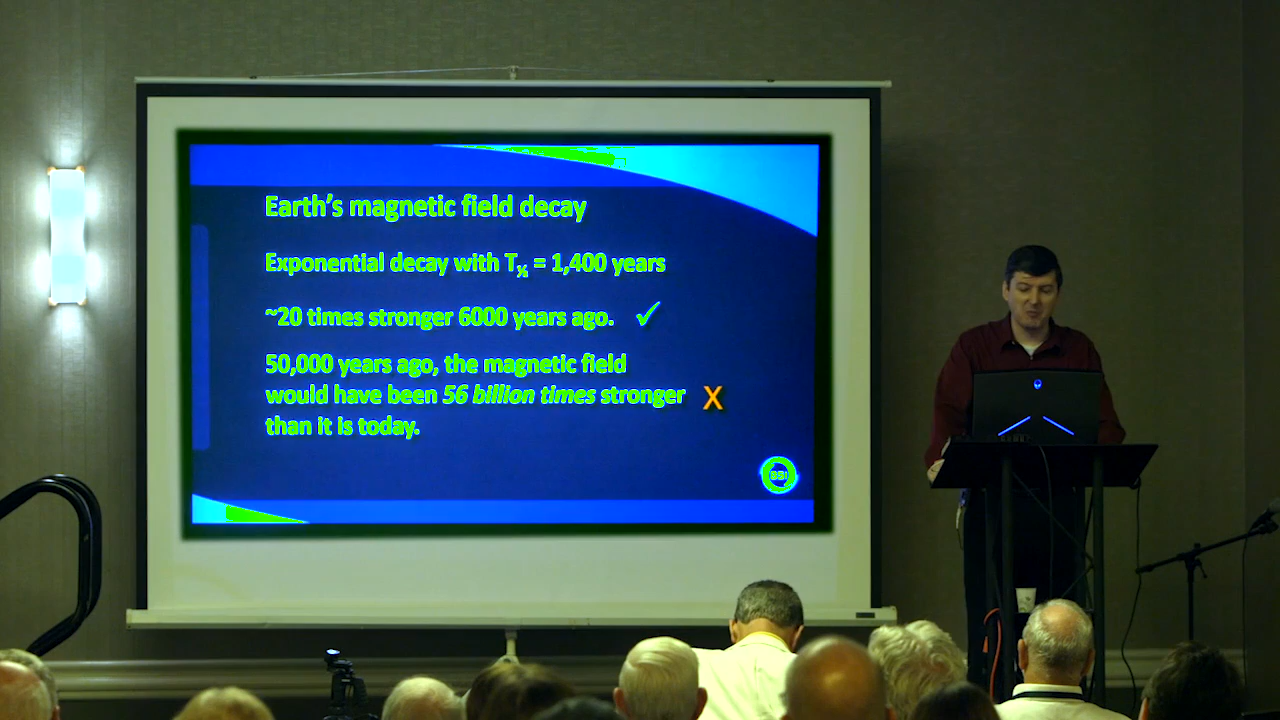 Earth's magnetic field decay
Exponential decay with T½ = 1,400 years
~20 times stronger 6000 years ago. ✓
50,000 years ago, the magnetic field
would have been 56 billion times stronger X
than it is today.